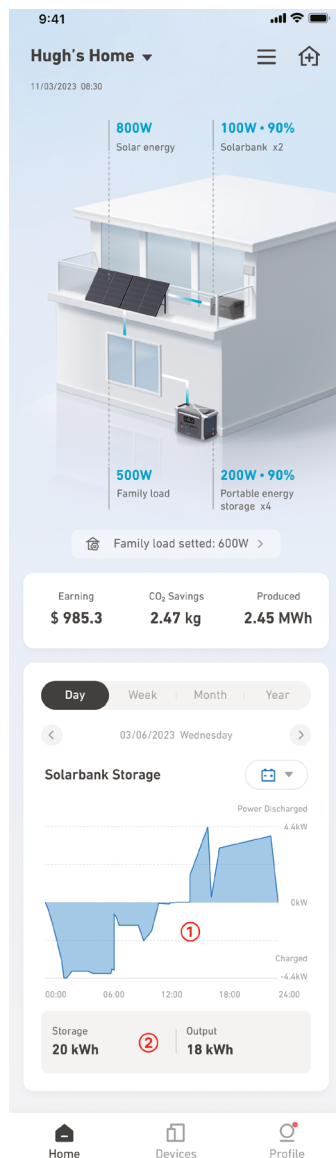 9:41
Hugh's Home
11/03/2023 08:30
800W
Solar energy
100W • 90%
Solarbank x2
500W
Family load
200W • 90%
Portable energy
storage x4
Family load setted: 600W >
Earning
$ 985.3
CO₂ Savings
2.47 kg
Produced
2.45 MWh
Day Week Month Year
< 03/06/2023 Wednesday >
Solarbank Storage
Power Discharged
4.4kW
0kW
①
Charged
-4.4kW
00:00 06:00 12:00 18:00 24:00
Storage
20 kWh
②
Output
18 kWh
Home Devices Profile